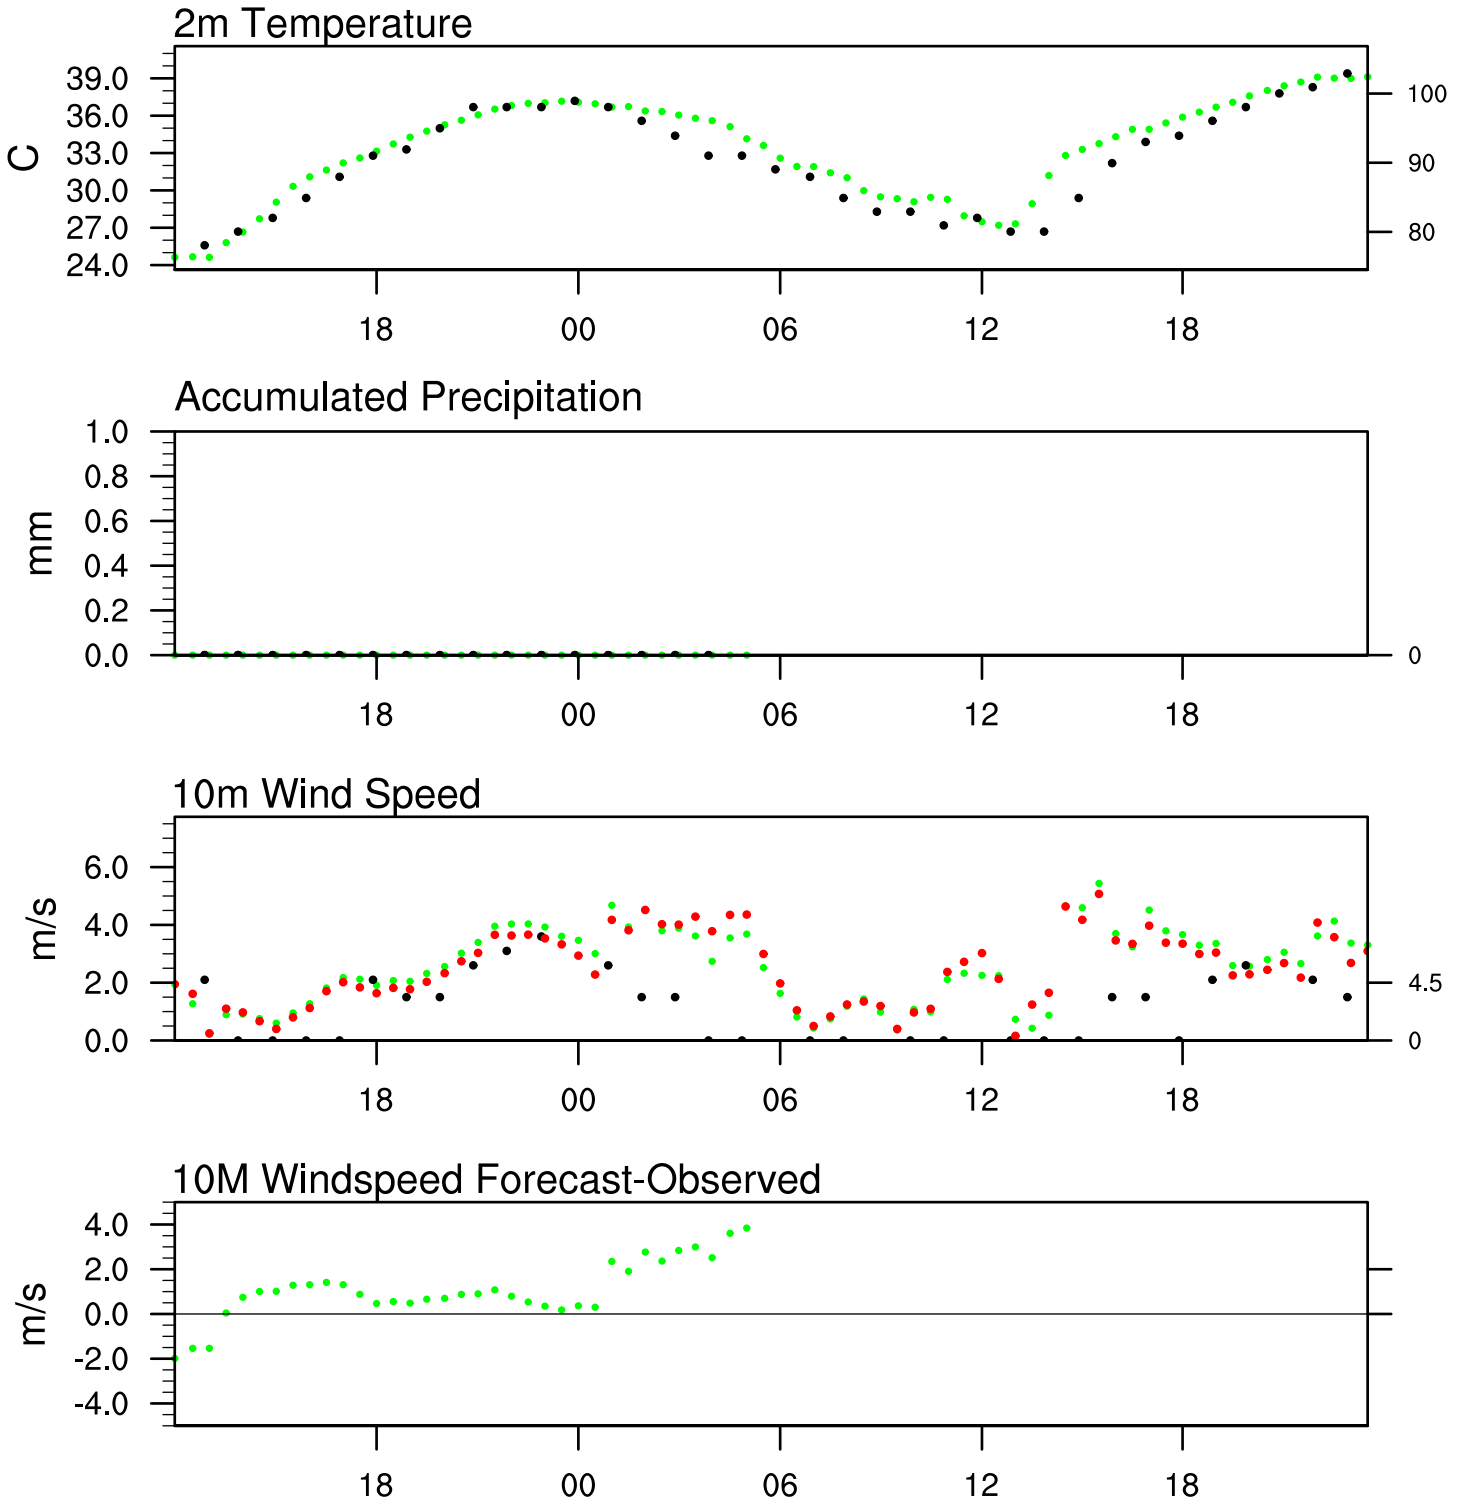 2m Temperature
39.0
36.0
33.0
30.0
27.0
24.0
C
100
90
80
18 00 06 12 18
Accumulated Precipitation
1.0
0.8
0.6
0.4
0.2
0.0
mm
0
18 00 06 12 18
10m Wind Speed
6.0
4.0
2.0
0.0
m/s
4.5
0
18 00 06 12 18
10M Windspeed Forecast-Observed
4.0
2.0
0.0
-2.0
-4.0
m/s
18 00 06 12 18